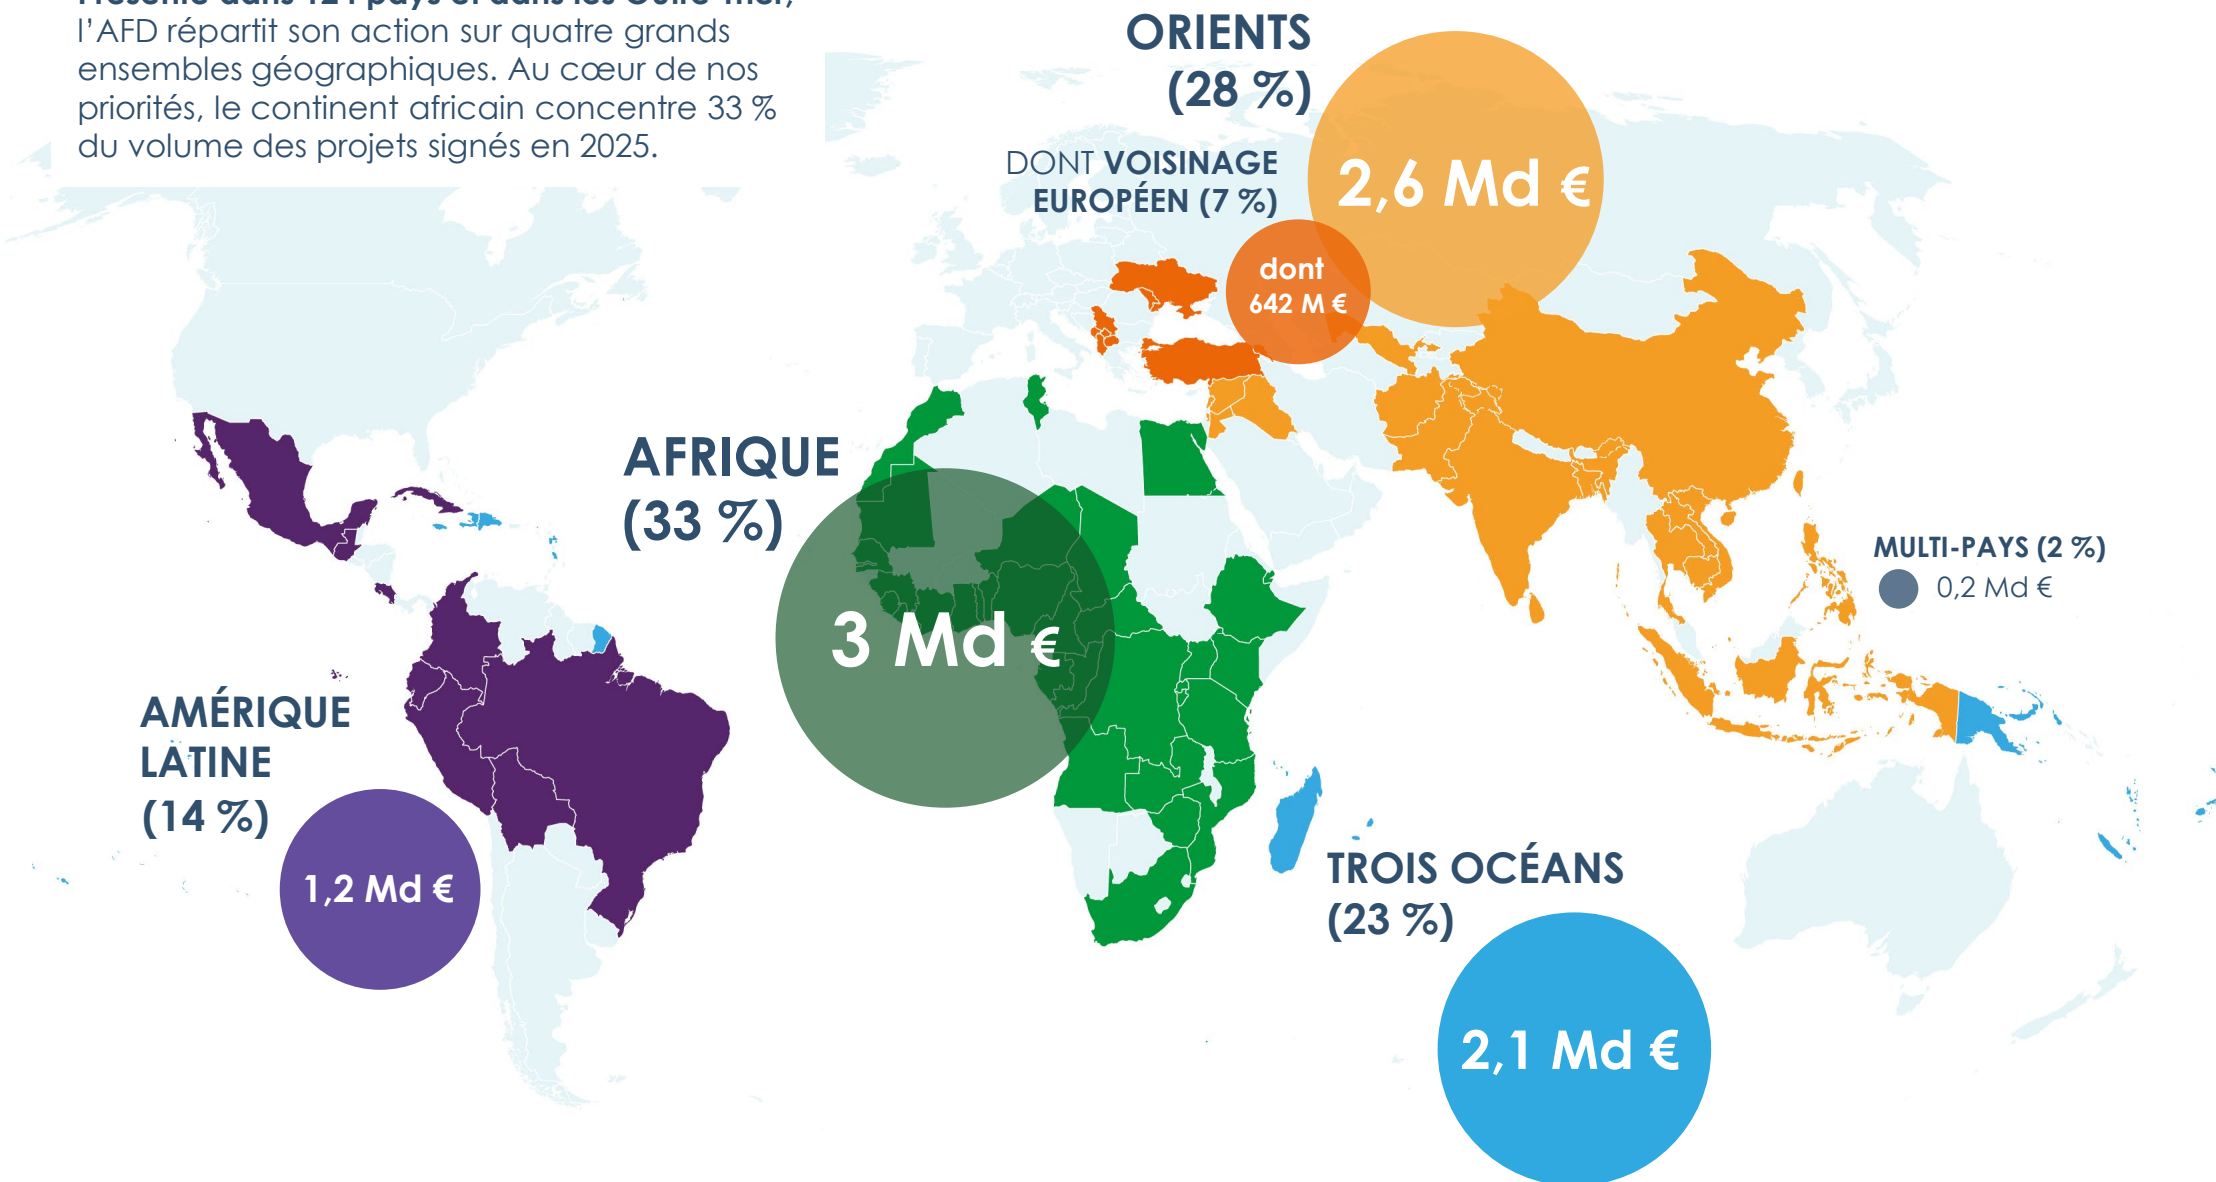 l'AFD répartit son action sur quatre grands
ensembles géographiques. Au cœur de nos
priorités, le continent africain concentre 33 %
du volume des projets signés en 2025.
ORIENTS
(28 %)
2,6 Md €
DONT VOISINAGE
EUROPÉEN (7 %)
dont
642 M €
AFRIQUE
(33 %)
3 Md €
MULTI-PAYS (2 %)
0,2 Md €
AMÉRIQUE
LATINE
(14 %)
1,2 Md €
TROIS OCÉANS
(23 %)
2,1 Md €